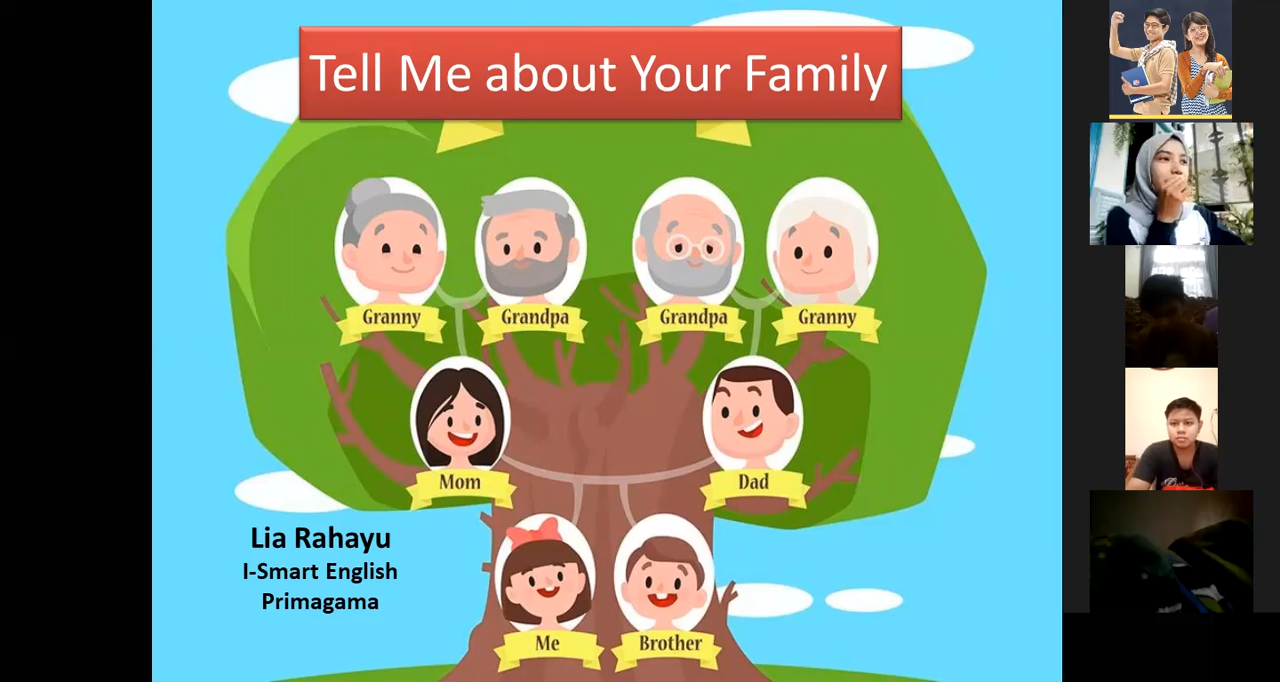 Tell Me about Your Family
Granny
Grandpa
Grandpa
Granny
Mom
Dad
Lia Rahayu
I-Smart English
Primagama
Me
Brother